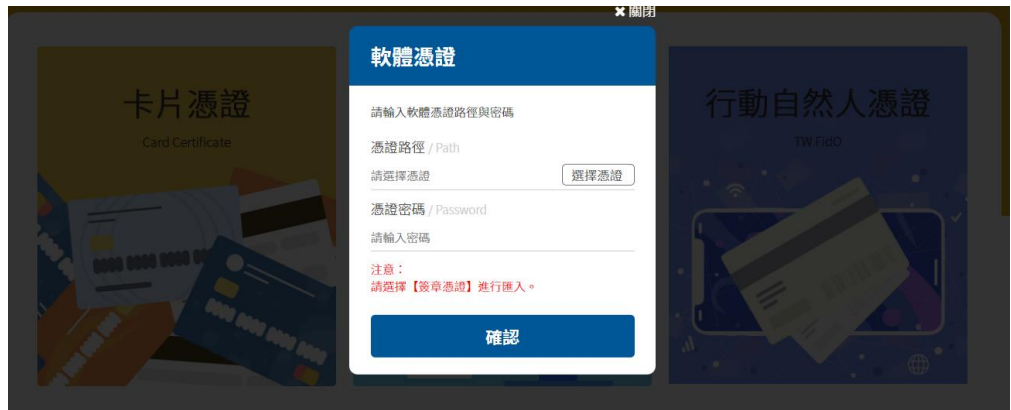 ✖ 關閉
卡片憑證
Card Certificate
軟體憑證
請輸入軟體憑證路徑與密碼
憑證路徑 / Path
請選擇憑證
選擇憑證
憑證密碼 / Password
請輸入密碼
注意：
請選擇【簽章憑證】進行匯入。
確認
行動自然人憑證
TW FidO